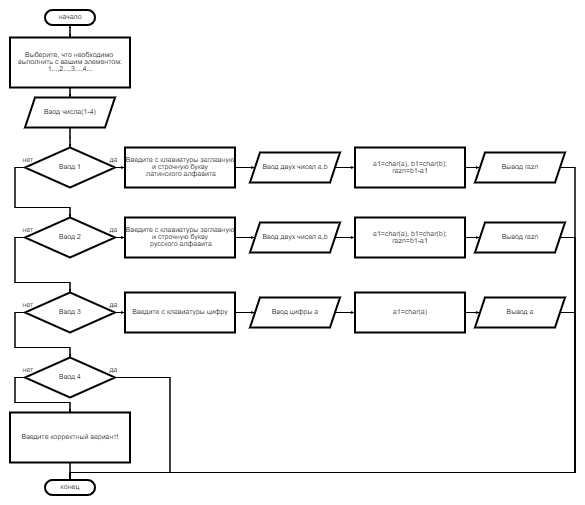 начало
Выберите, что необходимо
выполнить с вашим элементом:
1...,2...,3...,4...
Ввод числа(1-4)
нет
Ввод 1
да
Введите с клавиатуры заглавную
и строчную букву
латинского алфавита
Ввод двух чисел a,b
a1=char(a), b1=char(b);
razn=b1-a1
Вывод razn
нет
Ввод 2
да
Введите с клавиатуры заглавную
и строчную букву
русского алфавита
Ввод двух чисел a,b
a1=char(a), b1=char(b);
razn=b1-a1
Вывод razn
нет
Ввод 3
да
Введите с клавиатуры цифру
Ввод цифры a
a1=char(a)
Вывод a
нет
Ввод 4
да
Введите корректный вариант!
конец